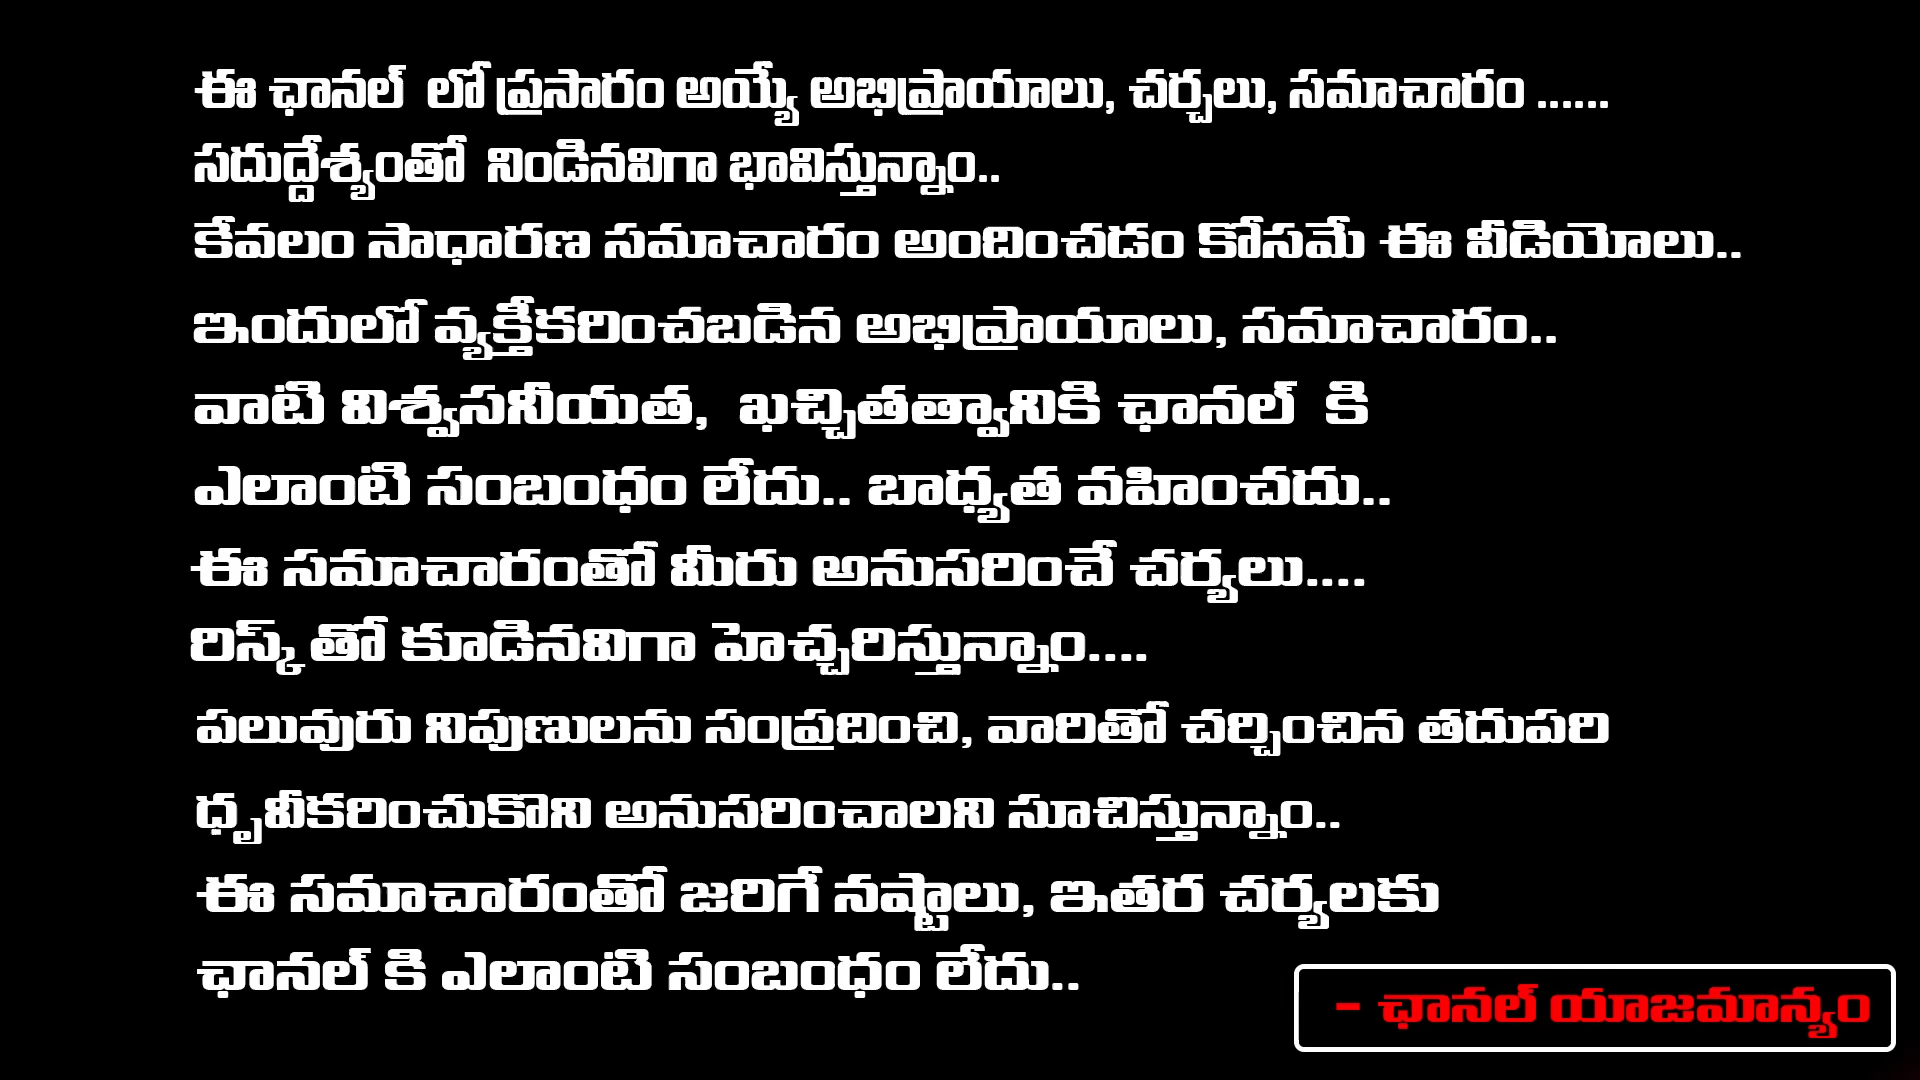 ఈ ఛానల్ లో ప్రసారం అయ్యే అభిప్రాయాలు, చర్చలు, సమాచారం ......
సదుద్దేశ్యంతో నిండినవిగా భావిస్తున్నాం..
కేవలం సాధారణ సమాచారం అందించడం కోసమే ఈ వీడియోలు..
ఇందులో వ్యక్తీకరించబడిన అభిప్రాయాలు, సమాచారం..
వాటి విశ్వసనీయత, ఖచ్చితత్వానికి ఛానల్ కి
ఎలాంటి సంబంధం లేదు.. బాధ్యత వహించదు..
ఈ సమాచారంతో మీరు అనుసరించే చర్యలు....
రిస్క్ తో కూడినవిగా హెచ్చరిస్తున్నాం....
పలువురు నిపుణులను సంప్రదించి, వారితో చర్చించిన తదుపరి
ధృవీకరించుకొని అనుసరించాలని సూచిస్తున్నాం..
ఈ సమాచారంతో జరిగే నష్టాలు, ఇతర చర్యలకు
ఛానల్ కి ఎలాంటి సంబంధం లేదు..
- ఛానల్ యాజమాన్యం